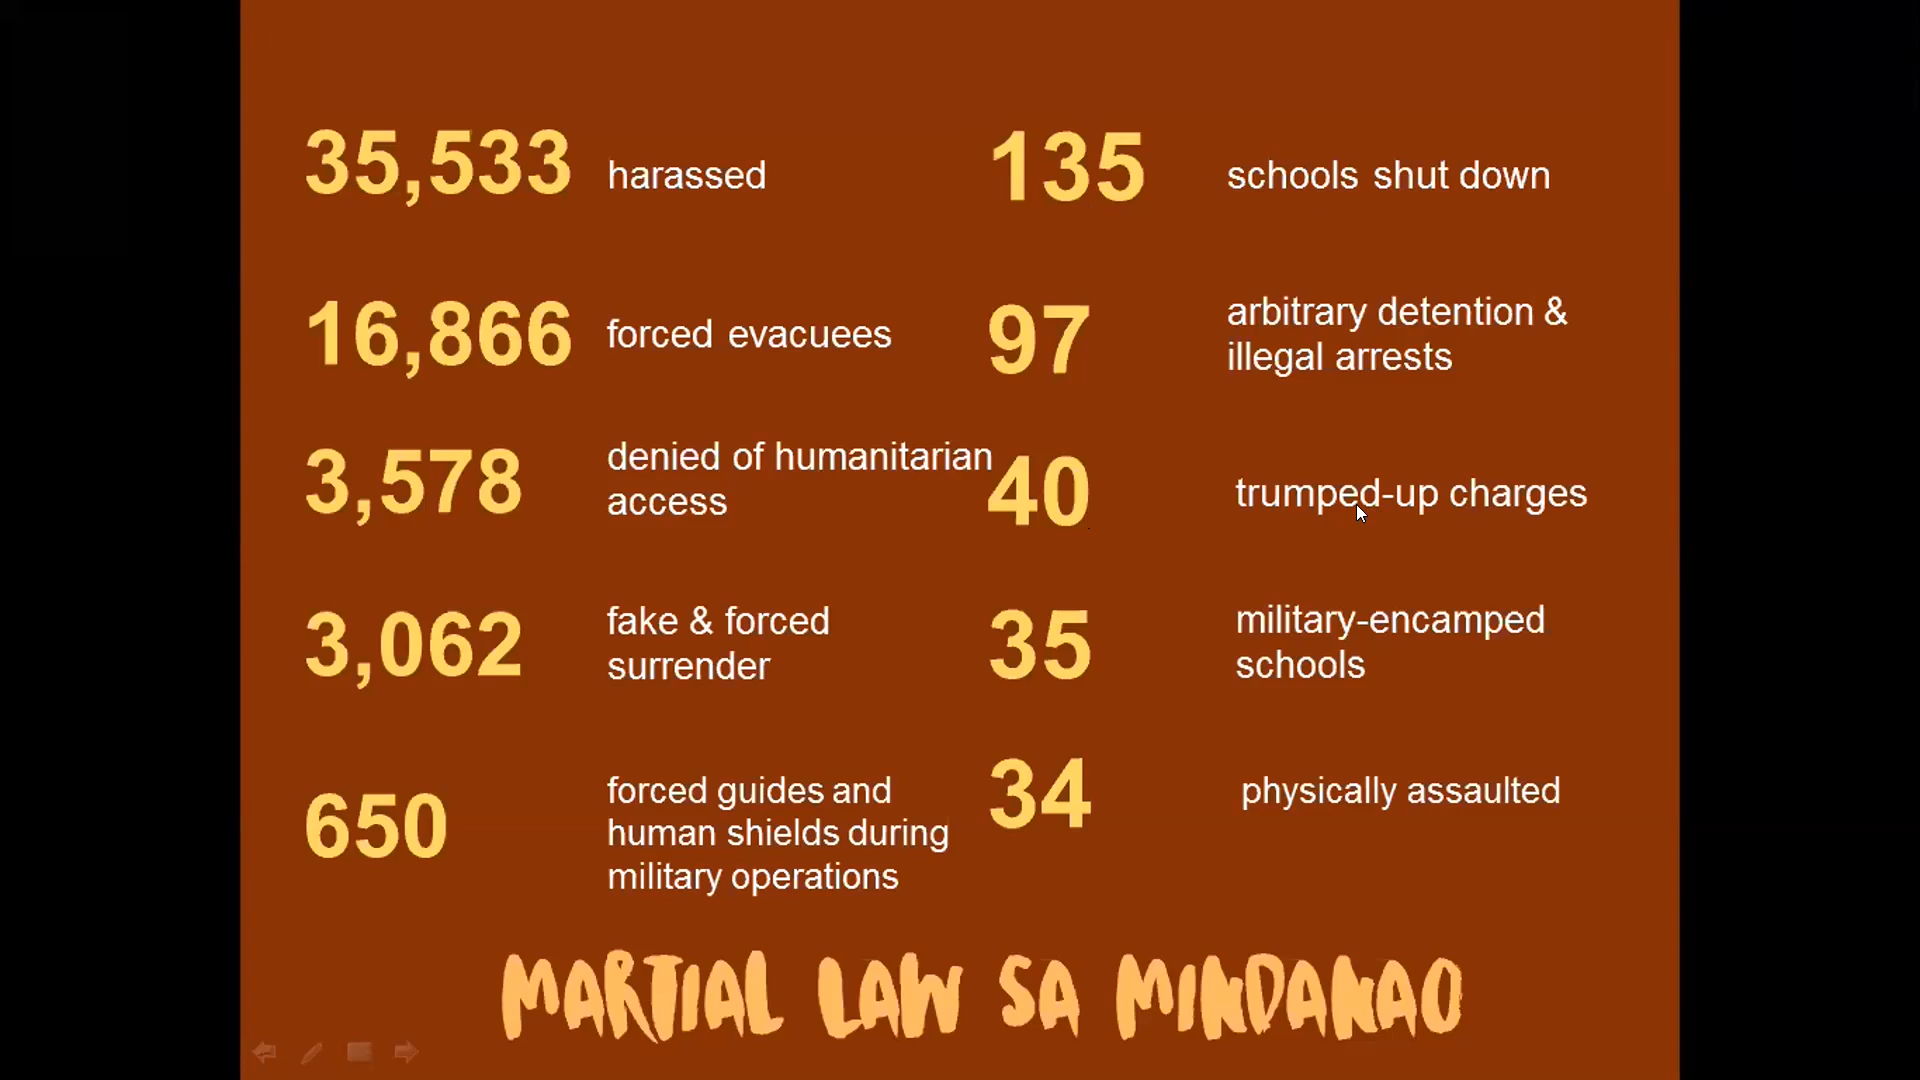 35,533 harassed
16,866 forced evacuees
3,578 denied of humanitarian
access
3,062 fake & forced
surrender
650 forced guides and
human shields during
military operations
135 schools shut down
97 arbitrary detention &
illegal arrests
40 trumped-up charges
35 military-encamped
schools
34 physically assaulted
MARTIAL LAW SA MINDANAO